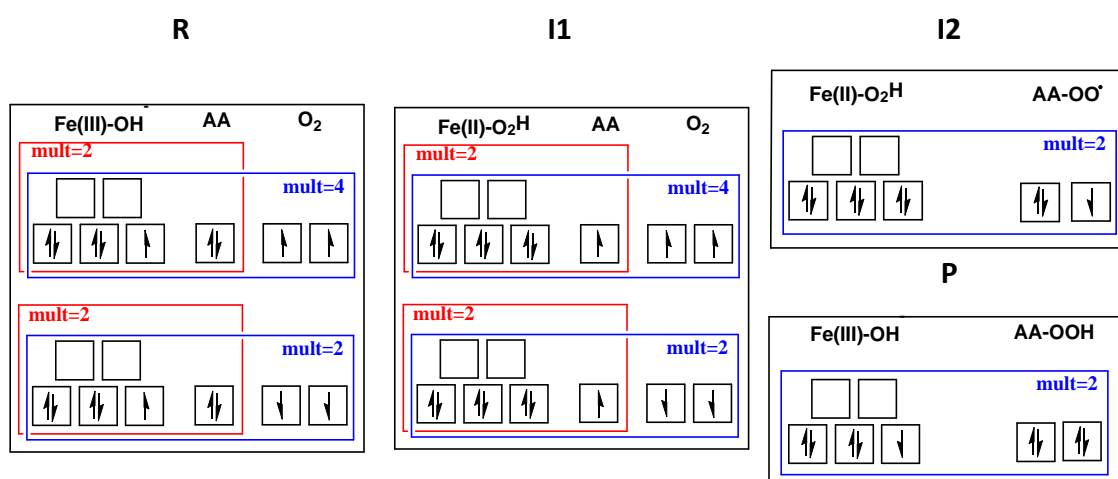 R
I1
I2
Fe(III)-OH AA O₂
mult=2
mult=4
mult=2
mult=2
Fe(II)-O₂H AA O₂
mult=2
mult=4
mult=2
mult=2
Fe(II)-O₂H AA-OO•
mult=2
P
Fe(III)-OH AA-OOH
mult=2